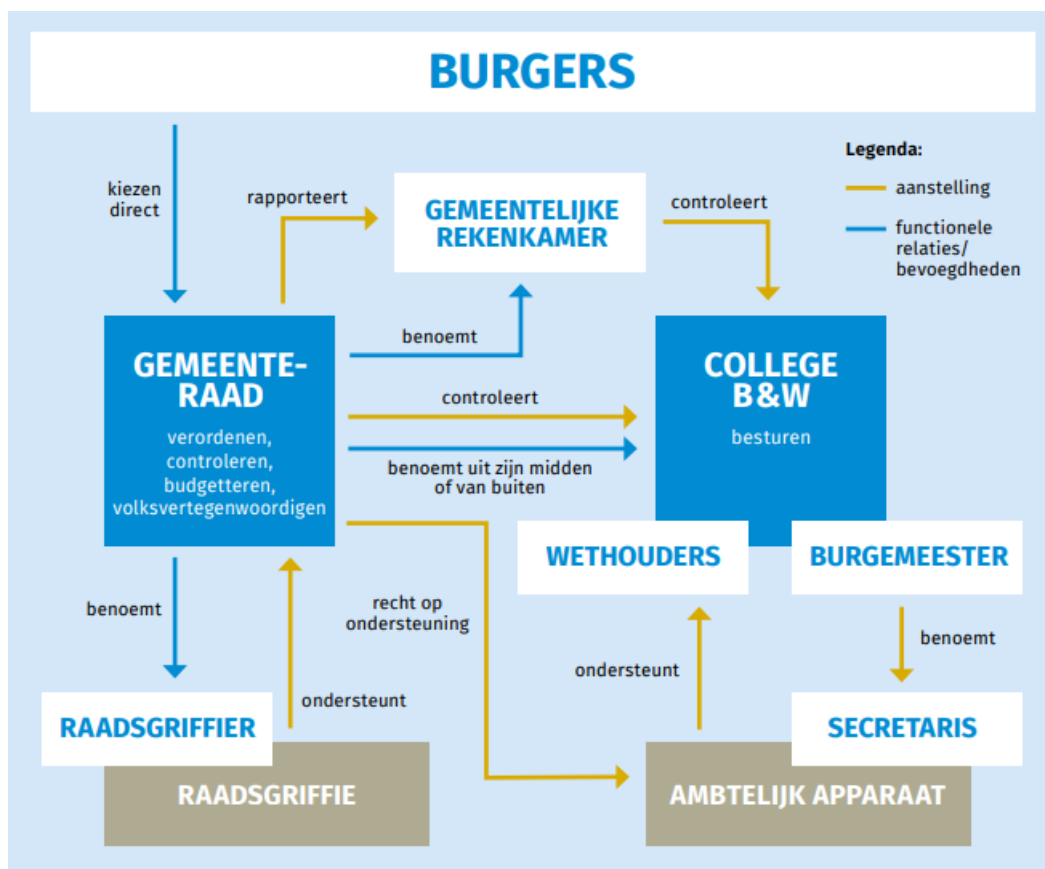 BURGERS
Legenda:
aanstelling
functionele
relaties/
bevoegdheden
kiezen
direct
rapporteert
GEMEENTELIJKE
REKENKAMER
controleert
benoemt
GEMEENTE-
RAAD
verordenen,
controleren,
budgetteren,
volksvertegenwoordigen
controleert
benoemt uit zijn midden
of van buiten
COLLEGE
B&W
besturen
WETHOUDERS
BURGEMEESTER
benoemt
recht op
ondersteuning
ondersteunt
ondersteunt
benoemt
RAADSGRIFFIER
RAADSGRIFFIE
SECRETARIS
AMBTELIJK APPARAAT